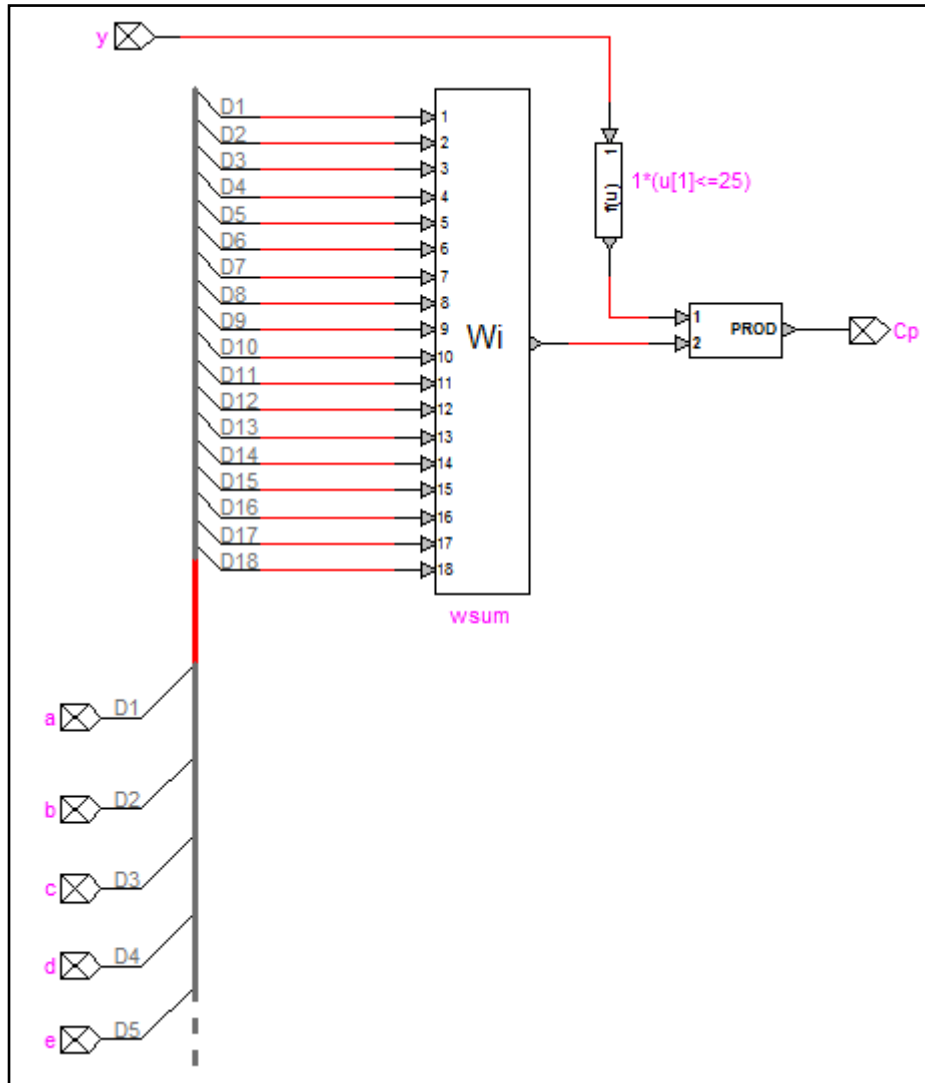 y
D1 1
D2 2
D3 3
D4 4
D5 5
D6 6
D7 7
D8 8
D9 9
D10 10
D11 11
D12 12
D13 13
D14 14
D15 15
D16 16
D17 17
D18 18
Wi
wsum
1
f(u)
1*(u[1]<=25)
1
2
PROD
Cp
a D1
b D2
c D3
d D4
e D5